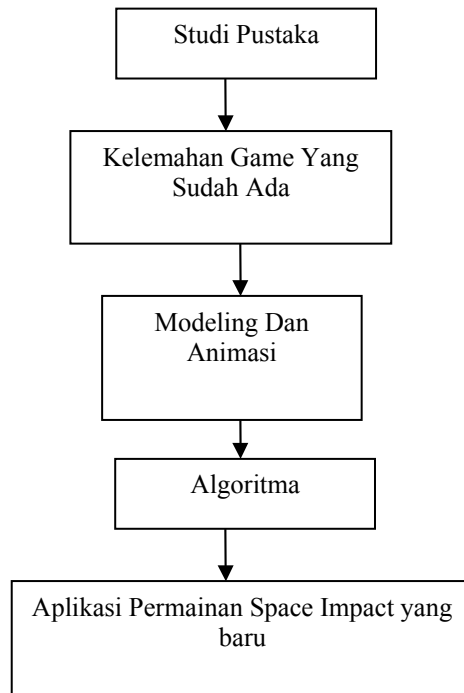 Studi Pustaka
Kelemahan Game Yang
Sudah Ada
Modeling Dan
Animasi
Algoritma
Aplikasi Permainan Space Impact yang
baru